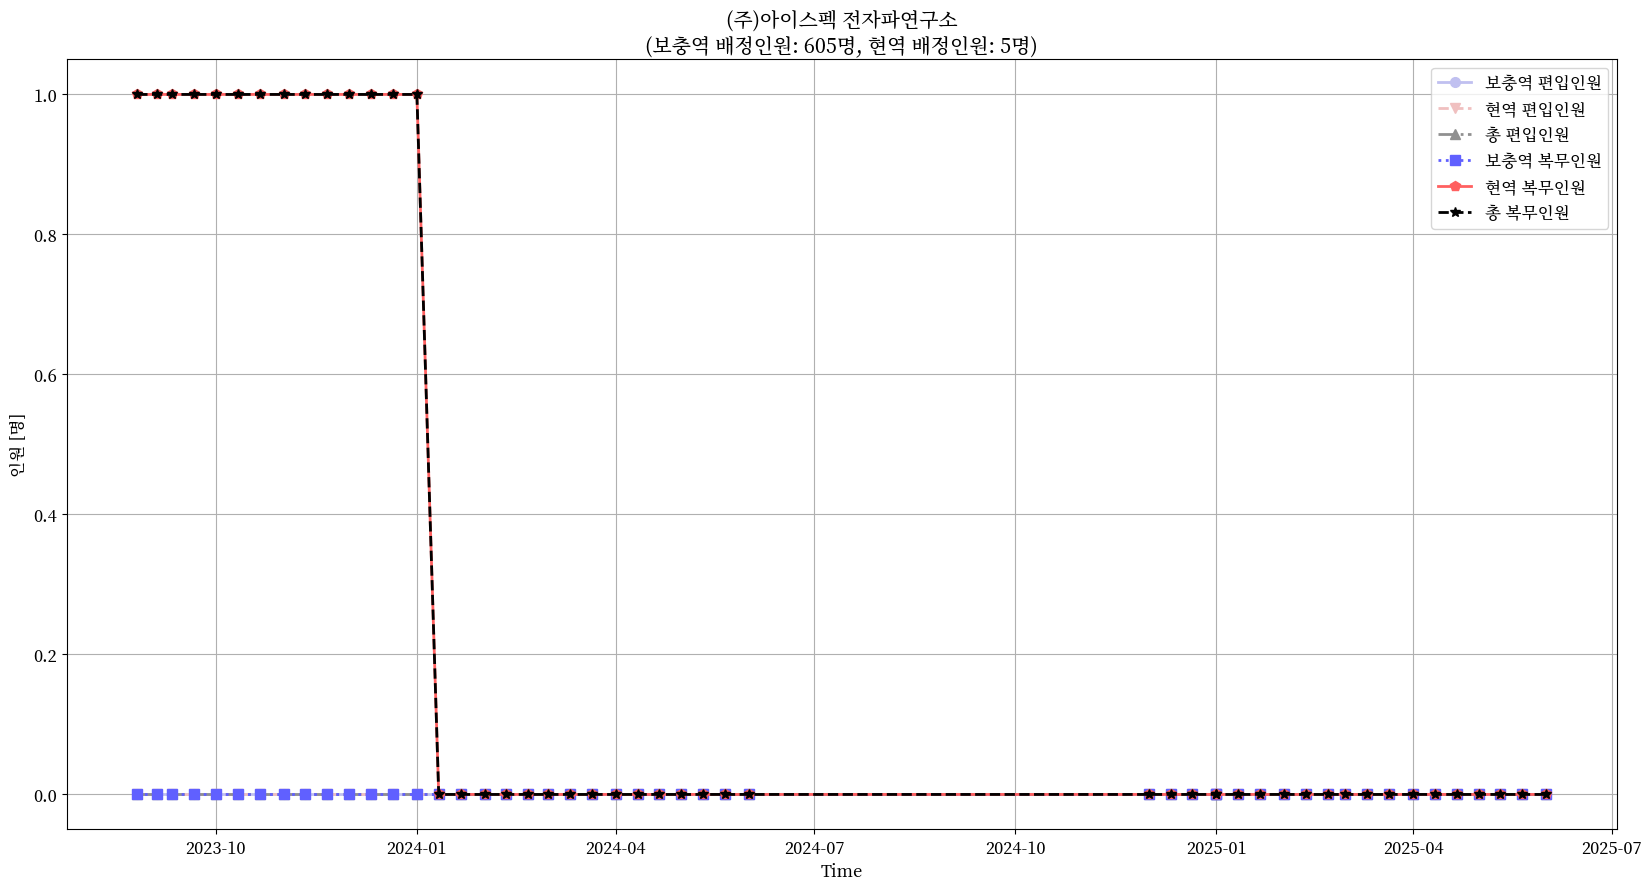 (주)아이스펙 전자파연구소
(보충역 배정인원: 605명, 현역 배정인원: 5명)
보충역 편입인원
현역 편입인원
총 편입인원
보충역 복무인원
현역 복무인원
총 복무인원
인원 [명]
1.0
0.8
0.6
0.4
0.2
0.0
2023-10
2024-01
2024-04
2024-07
2024-10
2025-01
2025-04
2025-07
Time